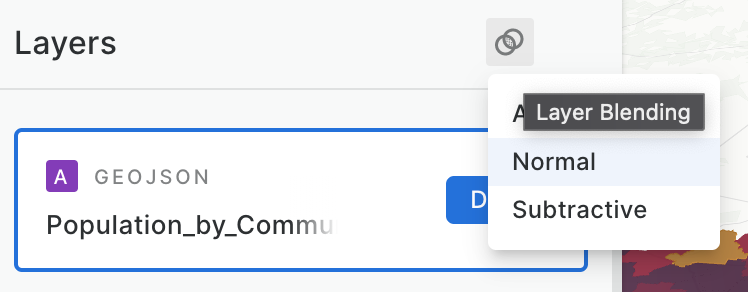 Layers
A
Layer Blending
Normal
Subtractive
A GEOJSON
Population_by_Commu
D